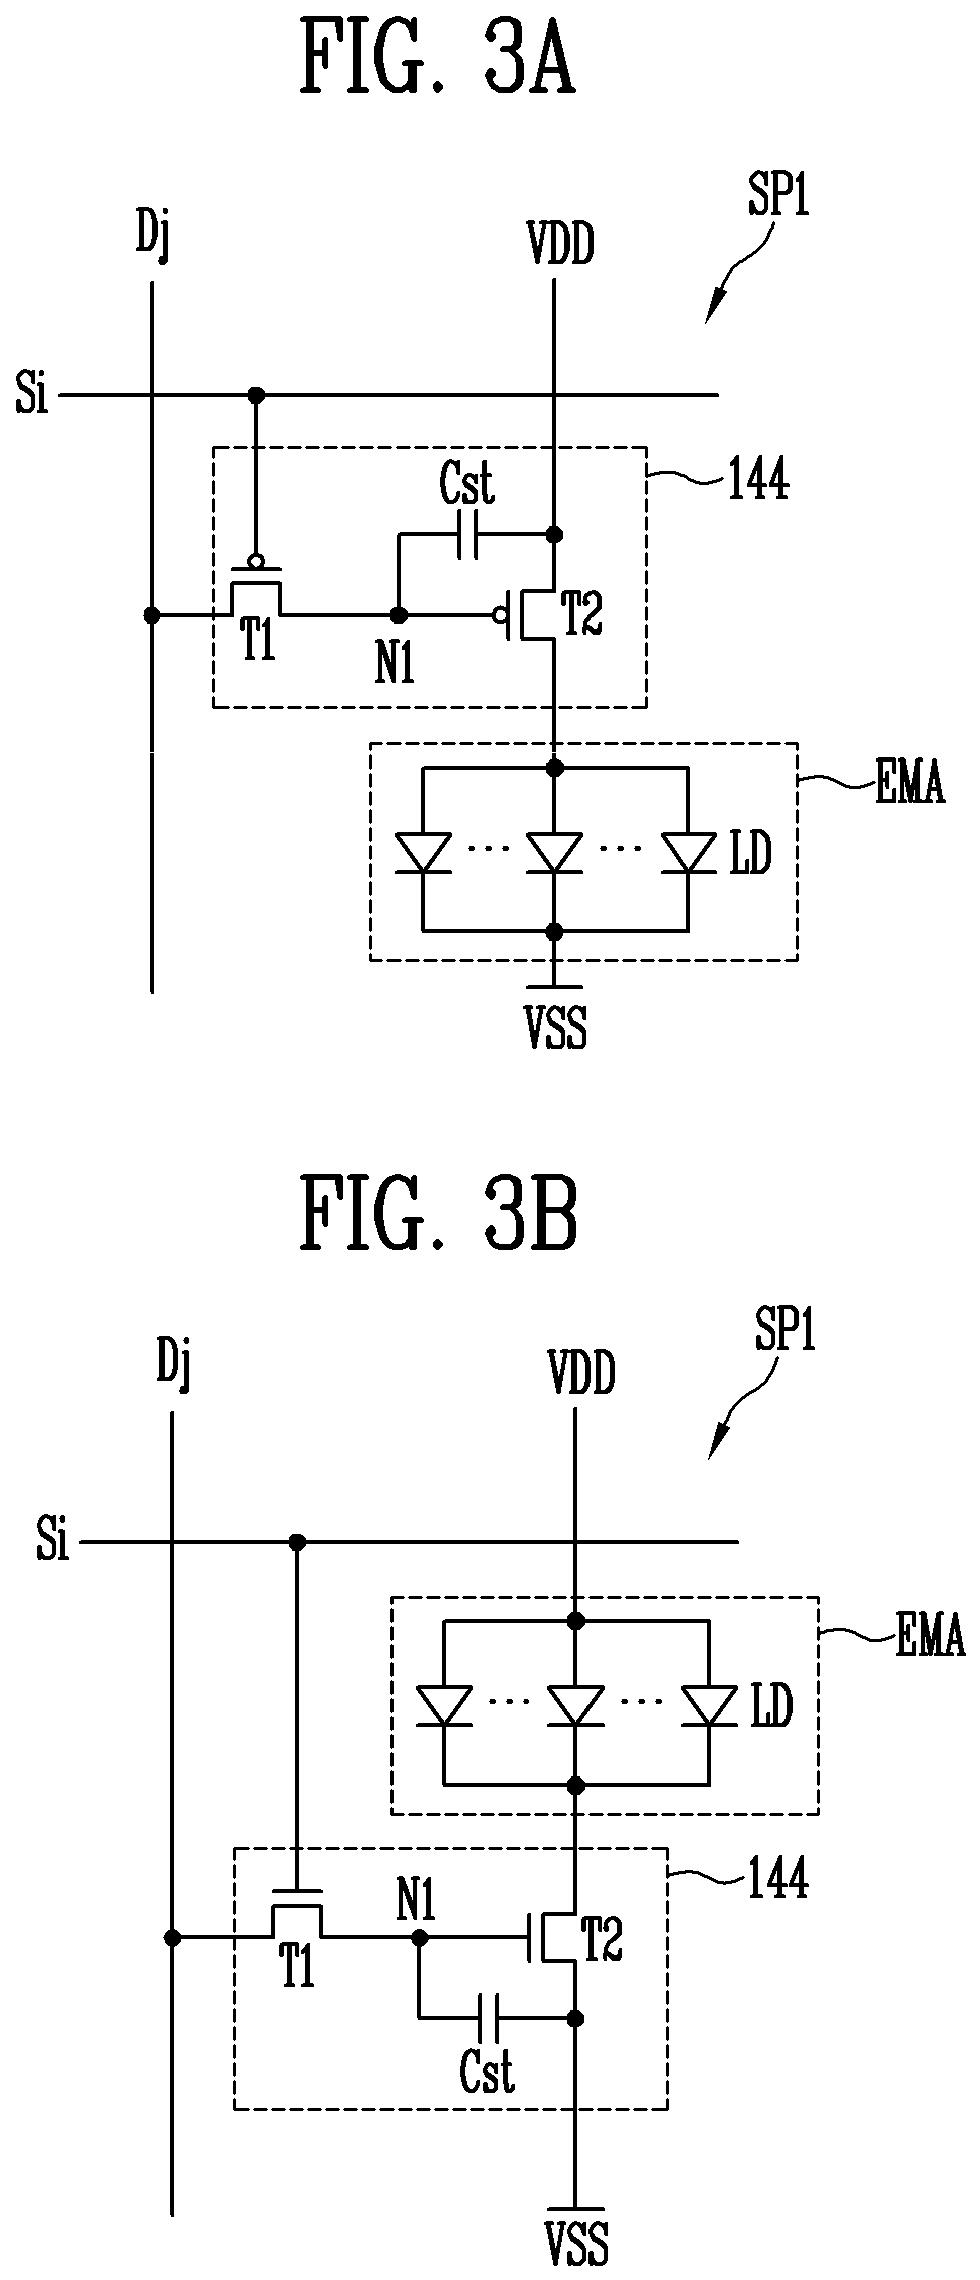 FIG. 3A
SP1
Dj
VDD
Si
144
Cst
T2
T1
N1
EMA
LD
VSS
FIG. 3B
SP1
Dj
VDD
Si
EMA
LD
144
N1
T2
T1
Cst
VSS